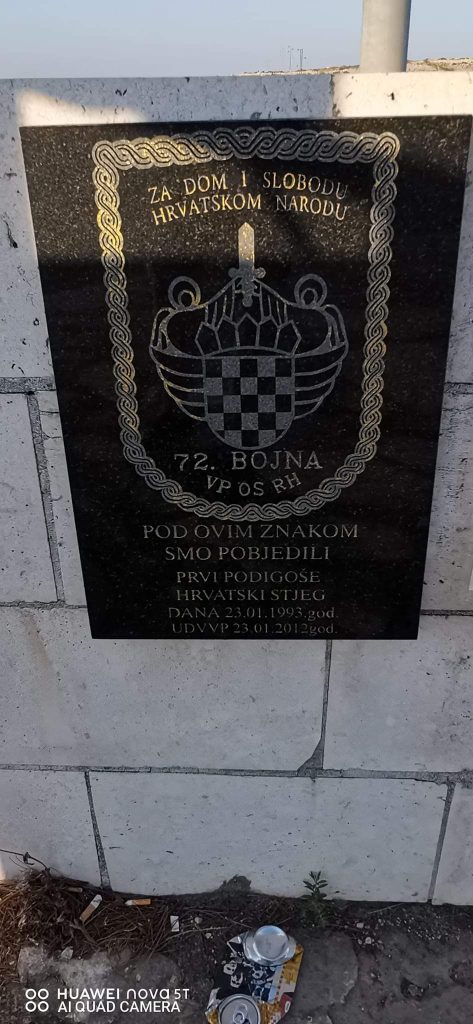 ZA DOM I SLOBODU
HRVATSKOM NARODU
72. BOJNA
VP OS RH
POD OVIM ZNAKOM
SMO POBJEDILI
PRVI PODIGOŠE
HRVATSKI STJEG
DANA 23.01.1993.god.
UDVVP 23.01.2012god.
HUAWEI nova 5T
AI QUAD CAMERA